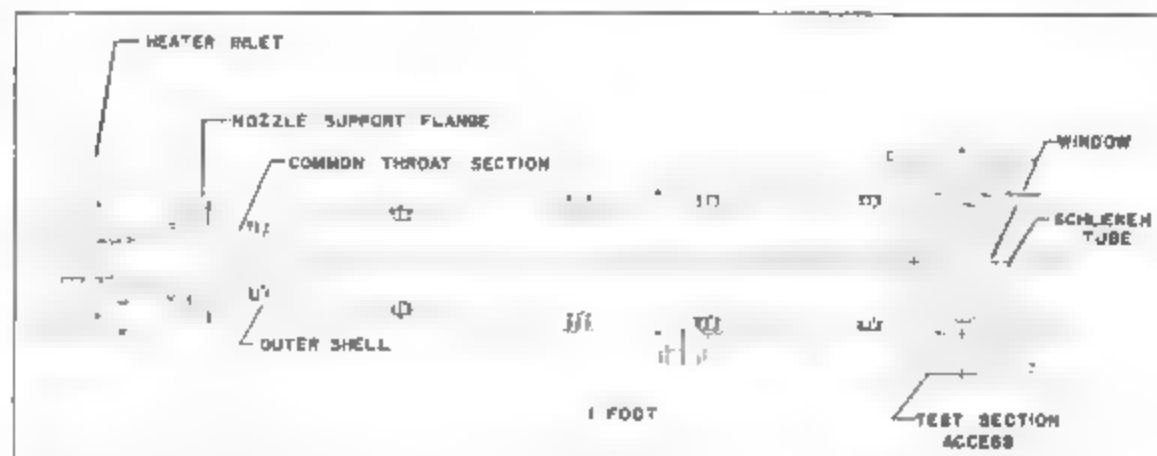 HEATER INLET
NOZZLE SUPPORT FLANGE
COMMON THROAT SECTION
WINDOW
SCHLIEREN
TUBE
OUTER SHELL
1 FOOT
TEST SECTION
ACCESS